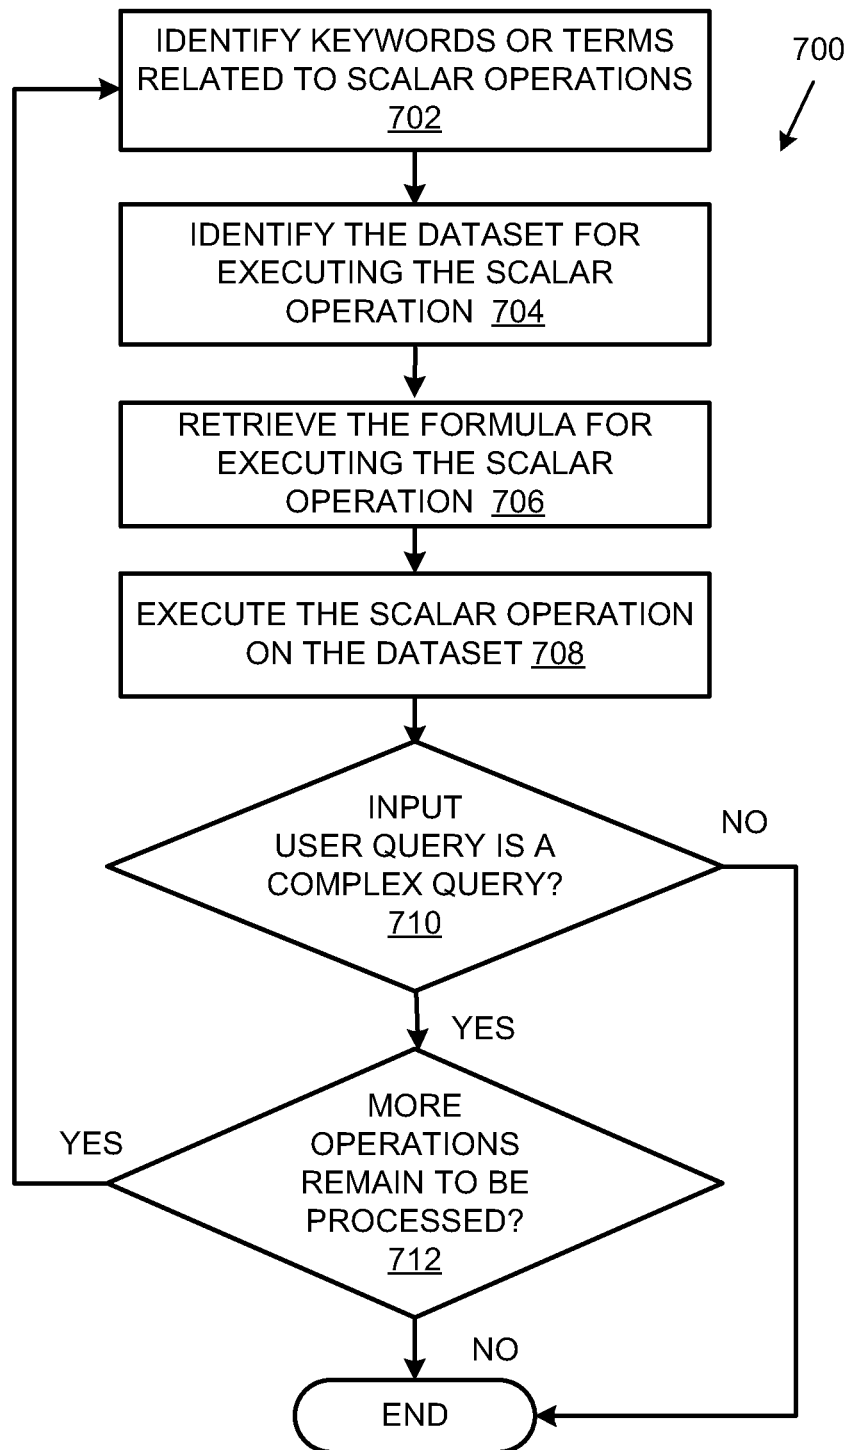 IDENTIFY KEYWORDS OR TERMS
RELATED TO SCALAR OPERATIONS
702
700
IDENTIFY THE DATASET FOR
EXECUTING THE SCALAR
OPERATION 704
RETRIEVE THE FORMULA FOR
EXECUTING THE SCALAR
OPERATION 706
EXECUTE THE SCALAR OPERATION
ON THE DATASET 708
INPUT
USER QUERY IS A
COMPLEX QUERY?
710
NO
YES
MORE
OPERATIONS
REMAIN TO BE
PROCESSED?
712
YES
NO
END